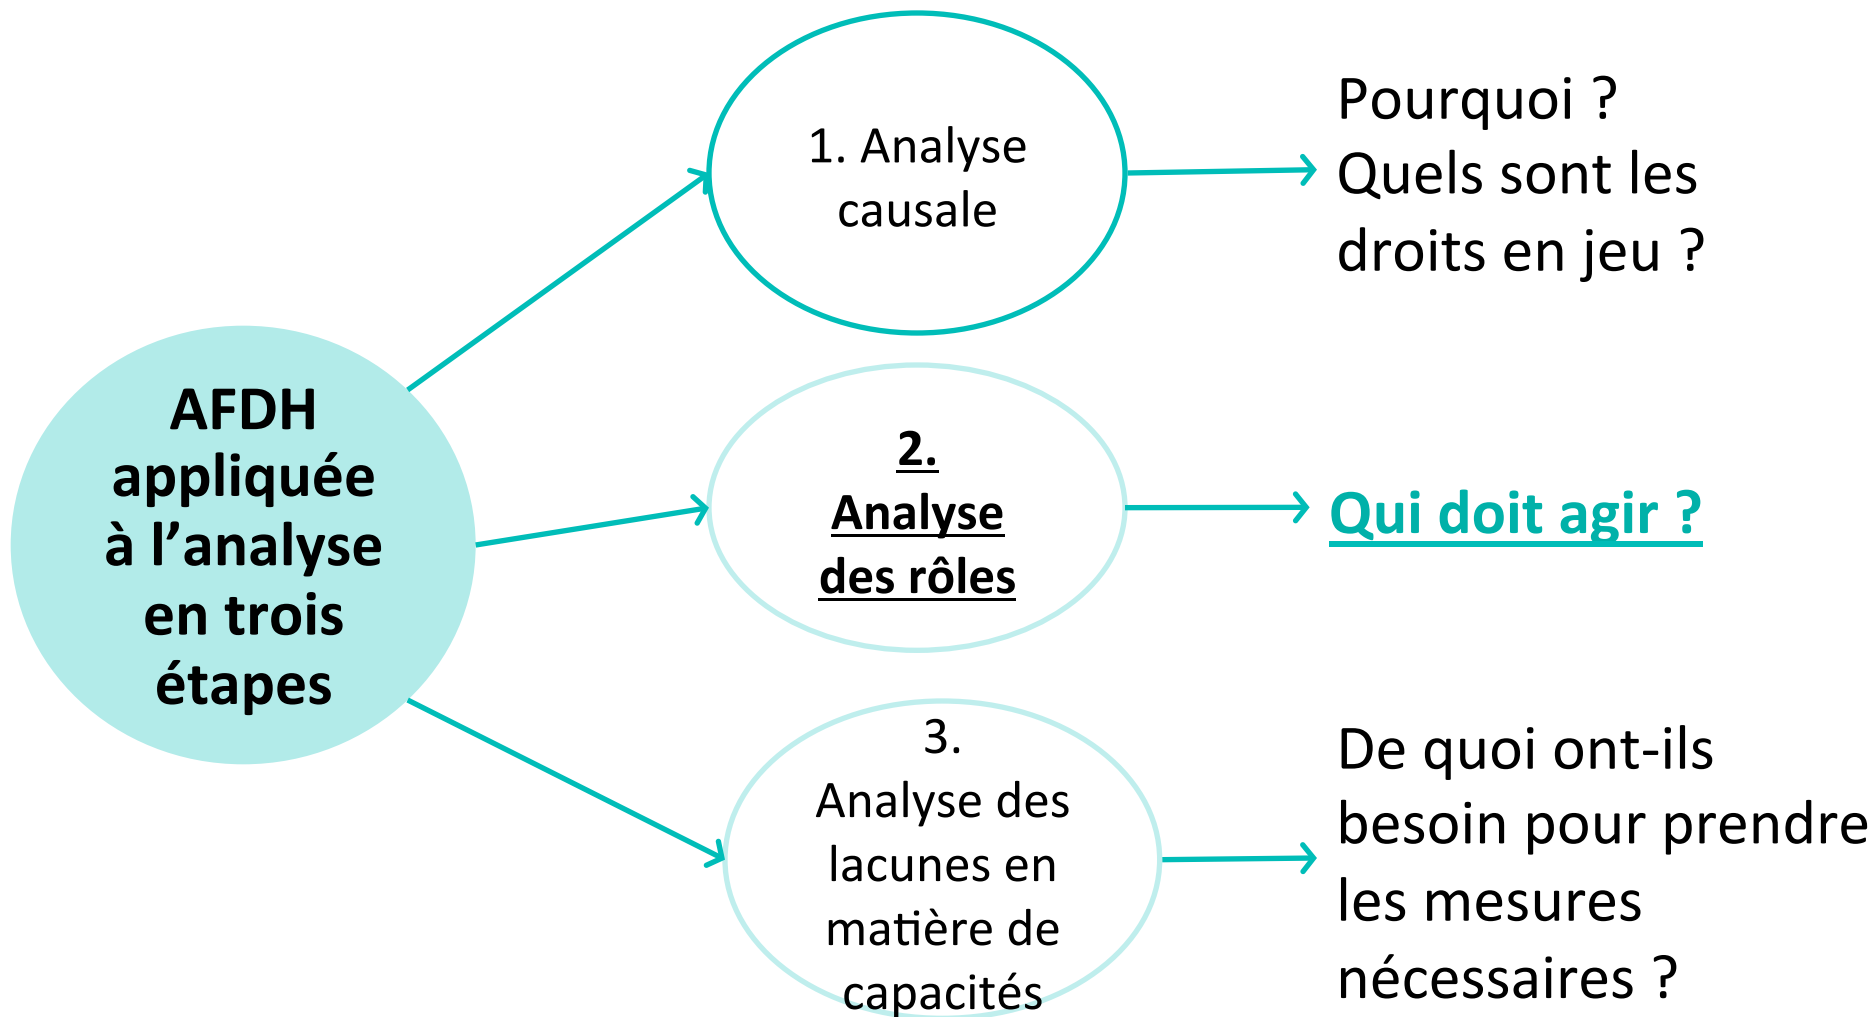 AFDH
appliquée
à l’analyse
en trois
étapes
1. Analyse
causale
Pourquoi ?
Quels sont les
droits en jeu ?
2.
Analyse
des rôles
Qui doit agir ?
3.
Analyse des
lacunes en
matière de
capacités
De quoi ont-ils
besoin pour prendre
les mesures
nécessaires ?